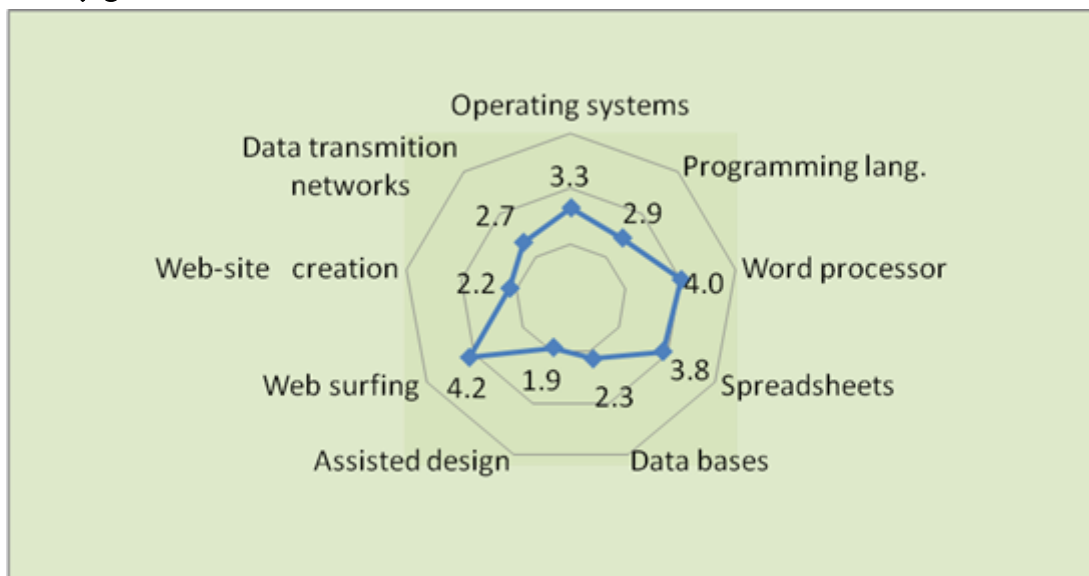 Operating systems
Data transmition
networks
Programming lang.
3.3
2.7
2.9
Web-site creation
2.2
4.0
Word processor
Web surfing
4.2
1.9
2.3
3.8
Spreadsheets
Assisted design
Data bases